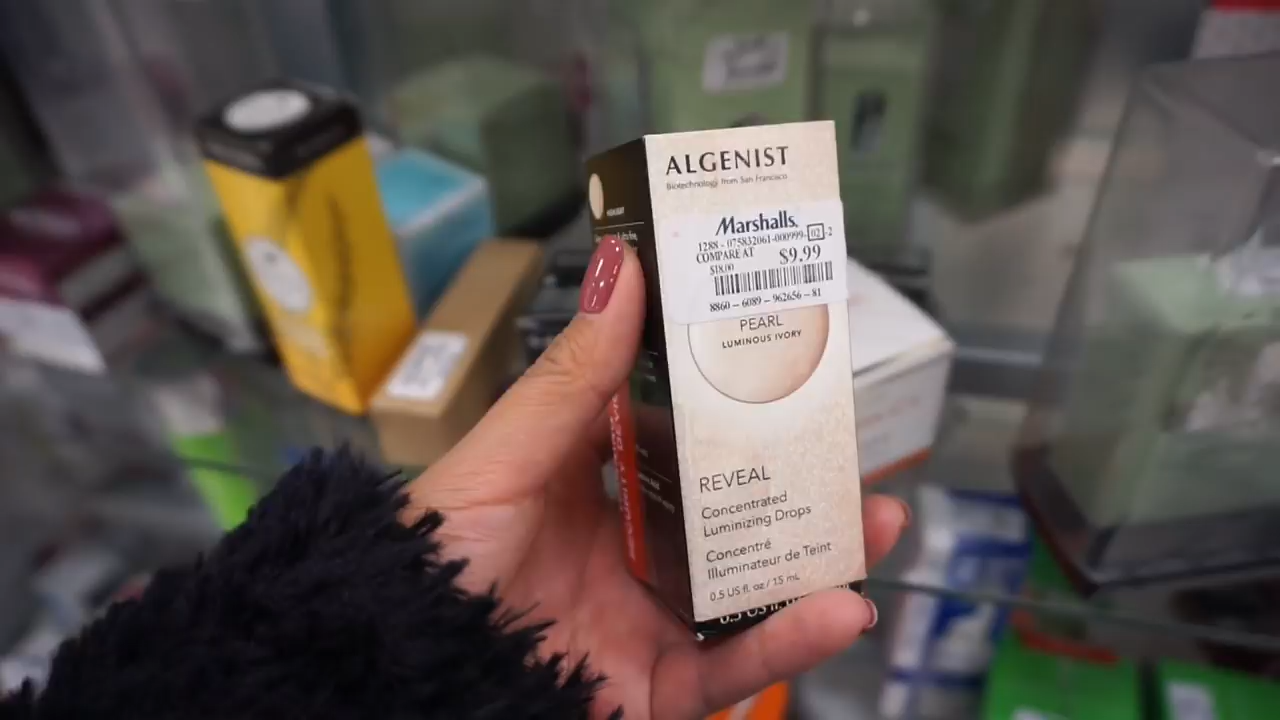 ALGENIST
Biotechnology from San Francisco
Marshalls.
1288 - 075832061-000999-02-2
COMPARE AT $9.99
$18.00
8860 - 6089 - 962656 - 81
PEARL
LUMINOUS IVORY
REVEAL
Concentrated
Luminizing Drops
Concentré
Illuminateur de Teint
0.5 US fl. oz / 15 mL